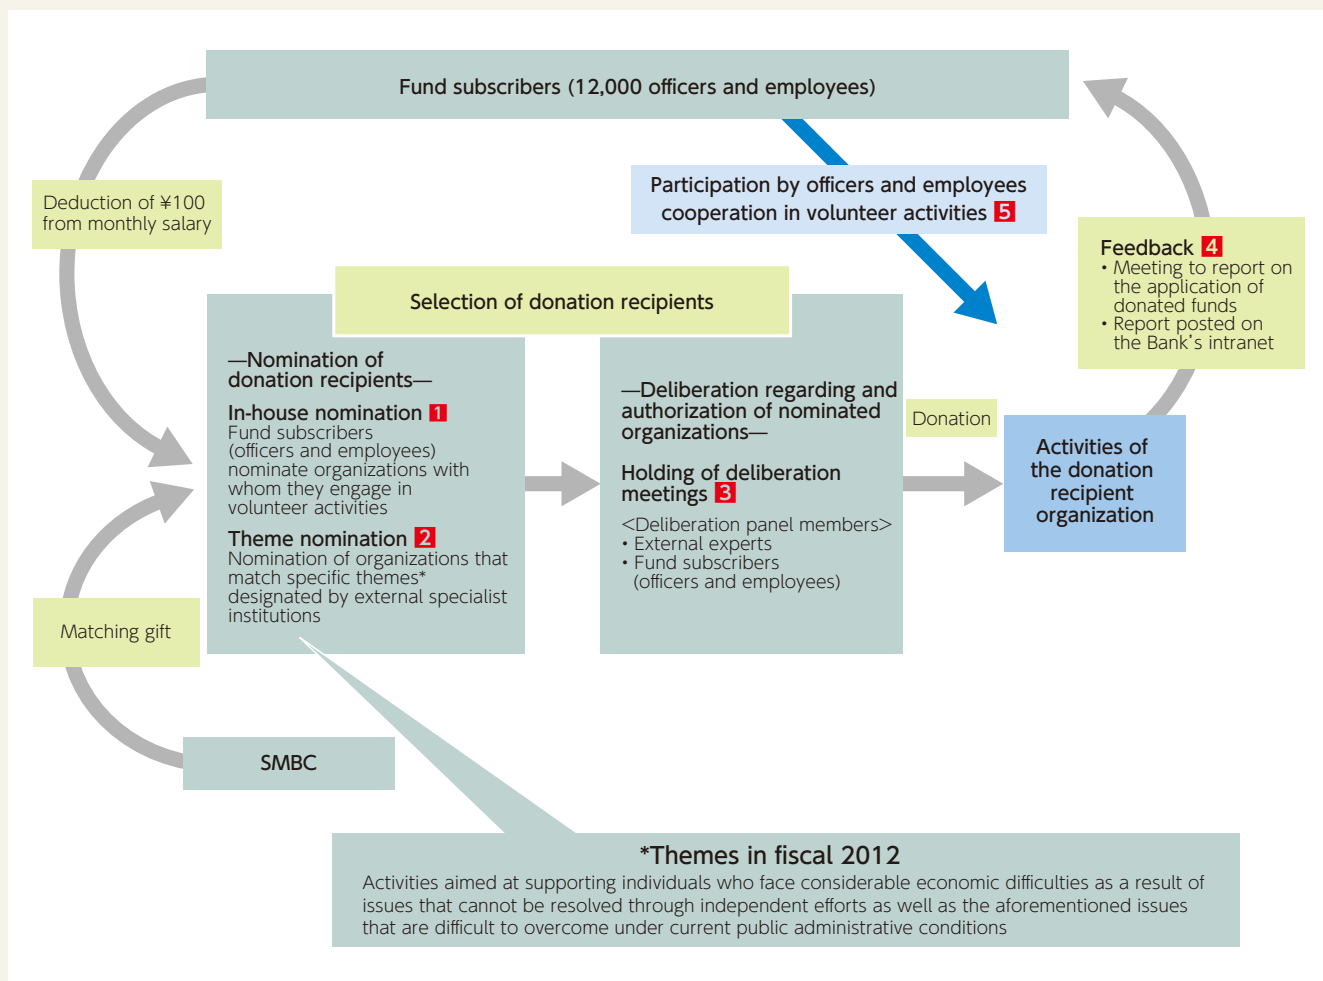 Fund subscribers (12,000 officers and employees)
Deduction of ¥100
from monthly salary
Participation by officers and employees
cooperation in volunteer activities 5
Feedback 4
• Meeting to report on
the application of
donated funds
• Report posted on
the Bank's intranet
Selection of donation recipients
—Nomination of
donation recipients—
In-house nomination 1
Fund subscribers
(officers and employees)
nominate organizations with
whom they engage in
volunteer activities
Theme nomination 2
Nomination of organizations that
match specific themes*
designated by external specialist
institutions
—Deliberation regarding and
authorization of nominated
organizations—
Holding of deliberation
meetings 3
<Deliberation panel members>
• External experts
• Fund subscribers
(officers and employees)
Donation
Activities of
the donation
recipient
organization
Matching gift
SMBC
*Themes in fiscal 2012
Activities aimed at supporting individuals who face considerable economic difficulties as a result of
issues that cannot be resolved through independent efforts as well as the aforementioned issues
that are difficult to overcome under current public administrative conditions